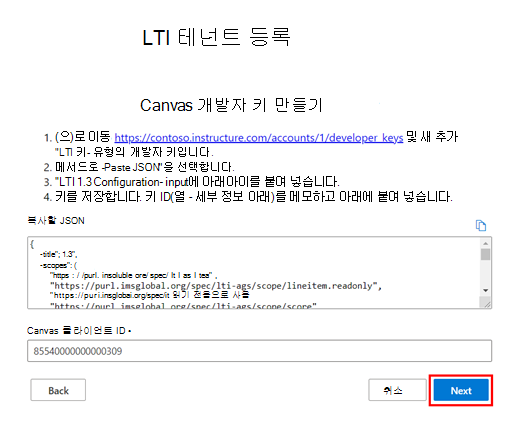 LTI 테넌트 등록
Canvas 개발자 키 만들기
1. (으)로 이동 https://contoso.instructure.com/accounts/1/developer_keys 및 새 추가
"LTI 키- 유형의 개발자 키입니다.
2. 메서드로 -Paste JSON"을 선택합니다.
3. "LTI 1.3 Configuration- input에 아래아이를 붙여 넣습니다.
4. 키를 저장합니다. 키 ID(열 - 세부 정보 아래)를 메모하고 아래에 붙여 넣습니다.
복사할 JSON
{
-title"; 1.3",
-scopes": (
"https : / /purl. insoluble ore/ spec/ lt I as I tea" ,
"https://purl.imsglobal.org/spec/lti-ags/scope/lineitem.readonly",
"https://puri.imsglobal.org/spec/it 읽기 전용으로 사용
"https://purl.imsglobal.org/spec/lti-ags/scope/score"
Canvas 클라이언트 ID •
85540000000000309
Back 취소 Next